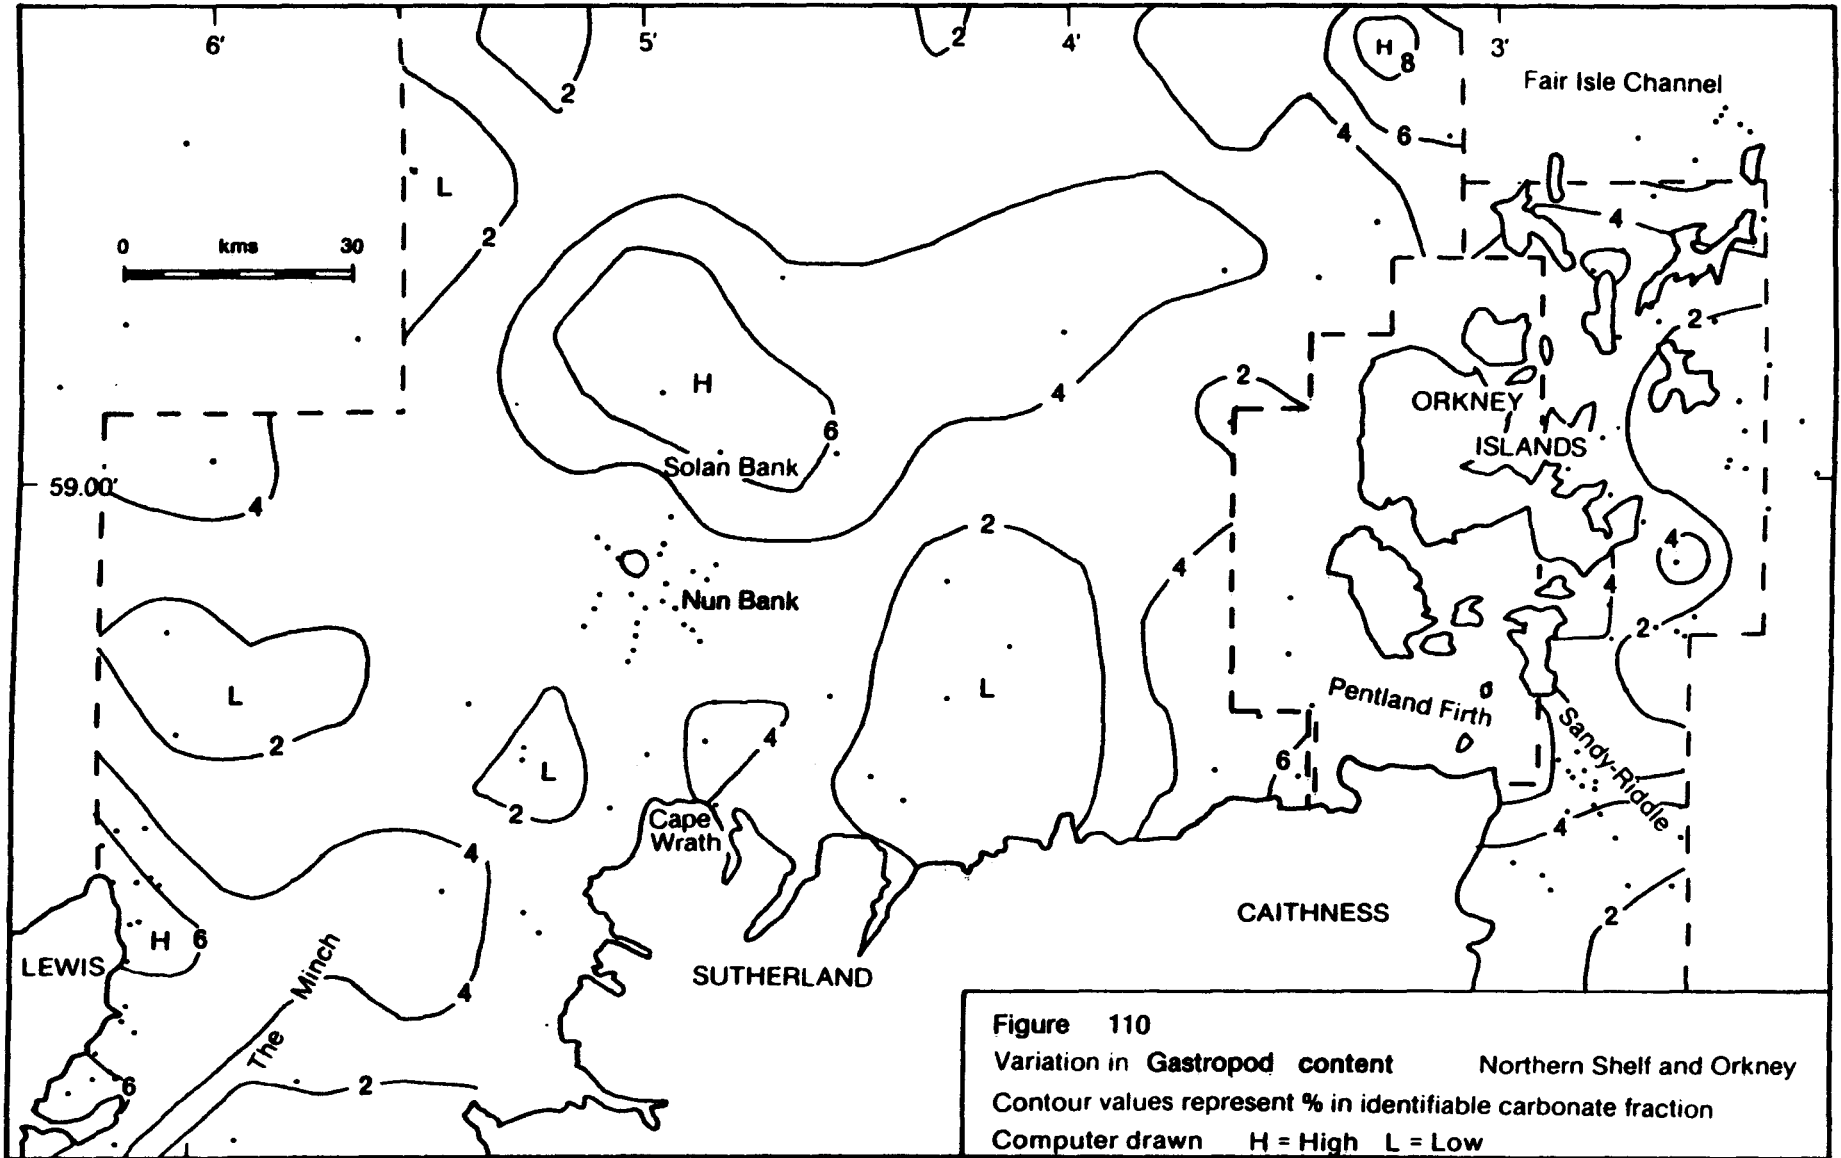 6'
5'
2
4'
H
8
3'
Fair Isle Channel
2
4
6
L
2
4
0 kms 30
2
H
2
4
6
ORKNEY
ISLANDS
Solan Bank
59.00'
4
2
4
4
4
Nun Bank
2
L
L
Pentland Firth
Sandy-Riddle
2
4
L
6
2
Cape
Wrath
4
4
CAITHNESS
2
H
6
LEWIS
SUTHERLAND
4
The Minch
6
2
Figure 110
Variation in Gastropod content Northern Shelf and Orkney
Contour values represent % in identifiable carbonate fraction
Computer drawn H = High L = Low